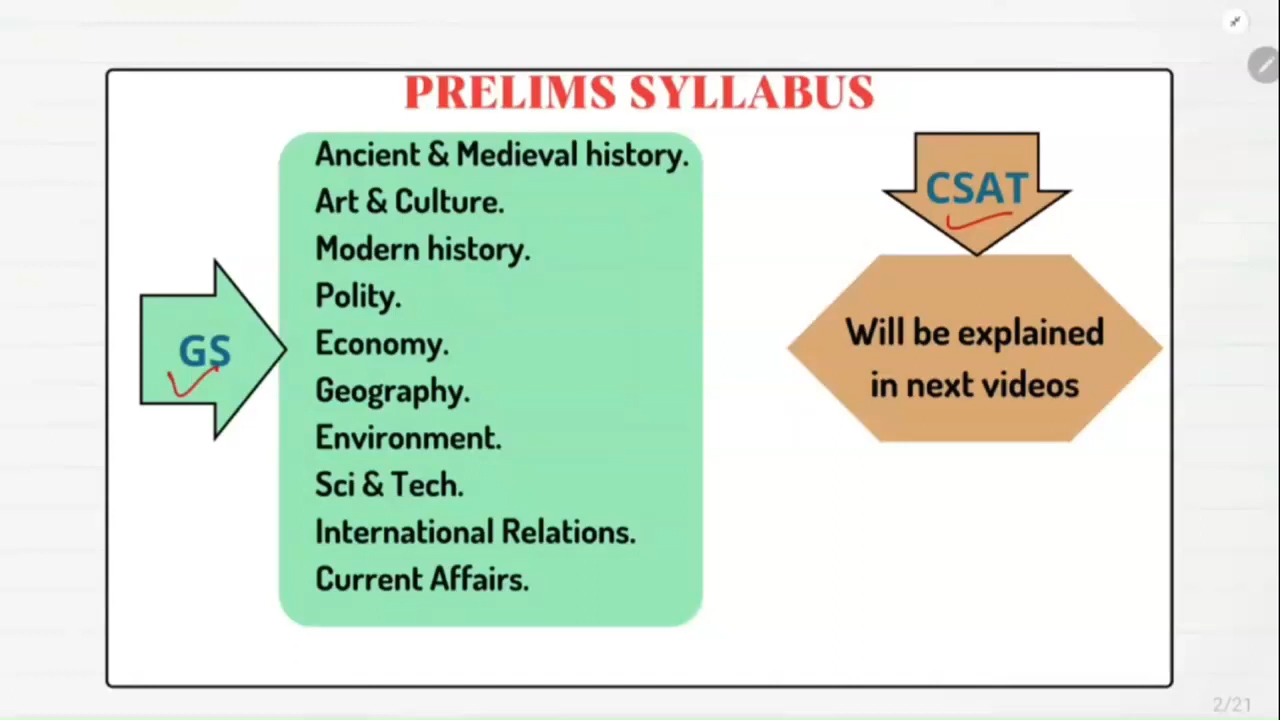 PRELIMS SYLLABUS
GS
Ancient & Medieval history.
Art & Culture.
Modern history.
Polity.
Economy.
Geography.
Environment.
Sci & Tech.
International Relations.
Current Affairs.
CSAT
Will be explained
in next videos
2/21